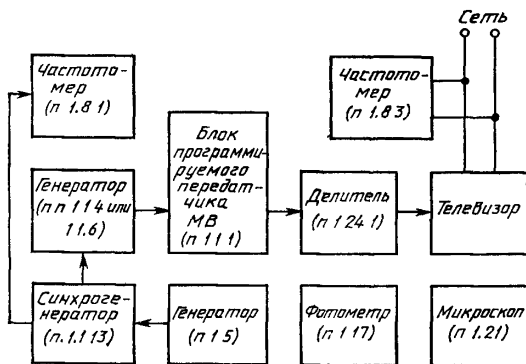 Сеть
Частото-
мер
(п 1.8 1)
Частото-
мер
(п 1.8 3)
Блок
программи-
руемого
передат-
чика
МВ
(п 1 1 1)
Генератор
(п п 1 1 4 или
1 1.6)
Делитель
(п 1 24 1)
Телевизор
Синхроге-
нератор
(п. 1.1 13)
Генератор
(п 1 5)
Фотометр
(п 1 17)
Микроскоп
(п 1.21)